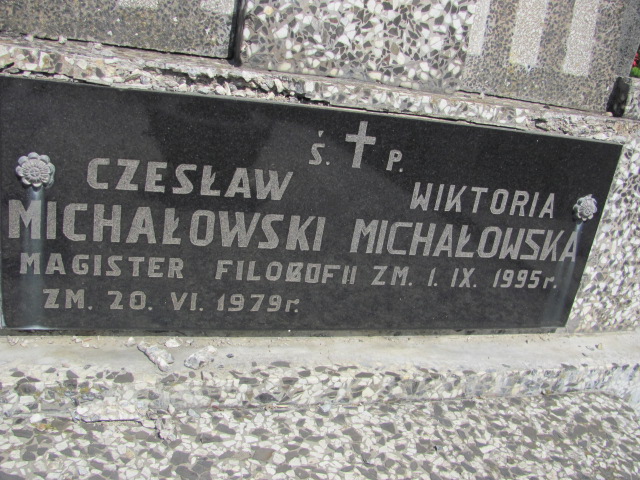 Ś. P.
CZESŁAW
MICHAŁOWSKI
MAGISTER FILOZOFII
ZM. 20. VI. 1979r.
WIKTORIA
MICHAŁOWSKA
ZM. 1. IX. 1995r.